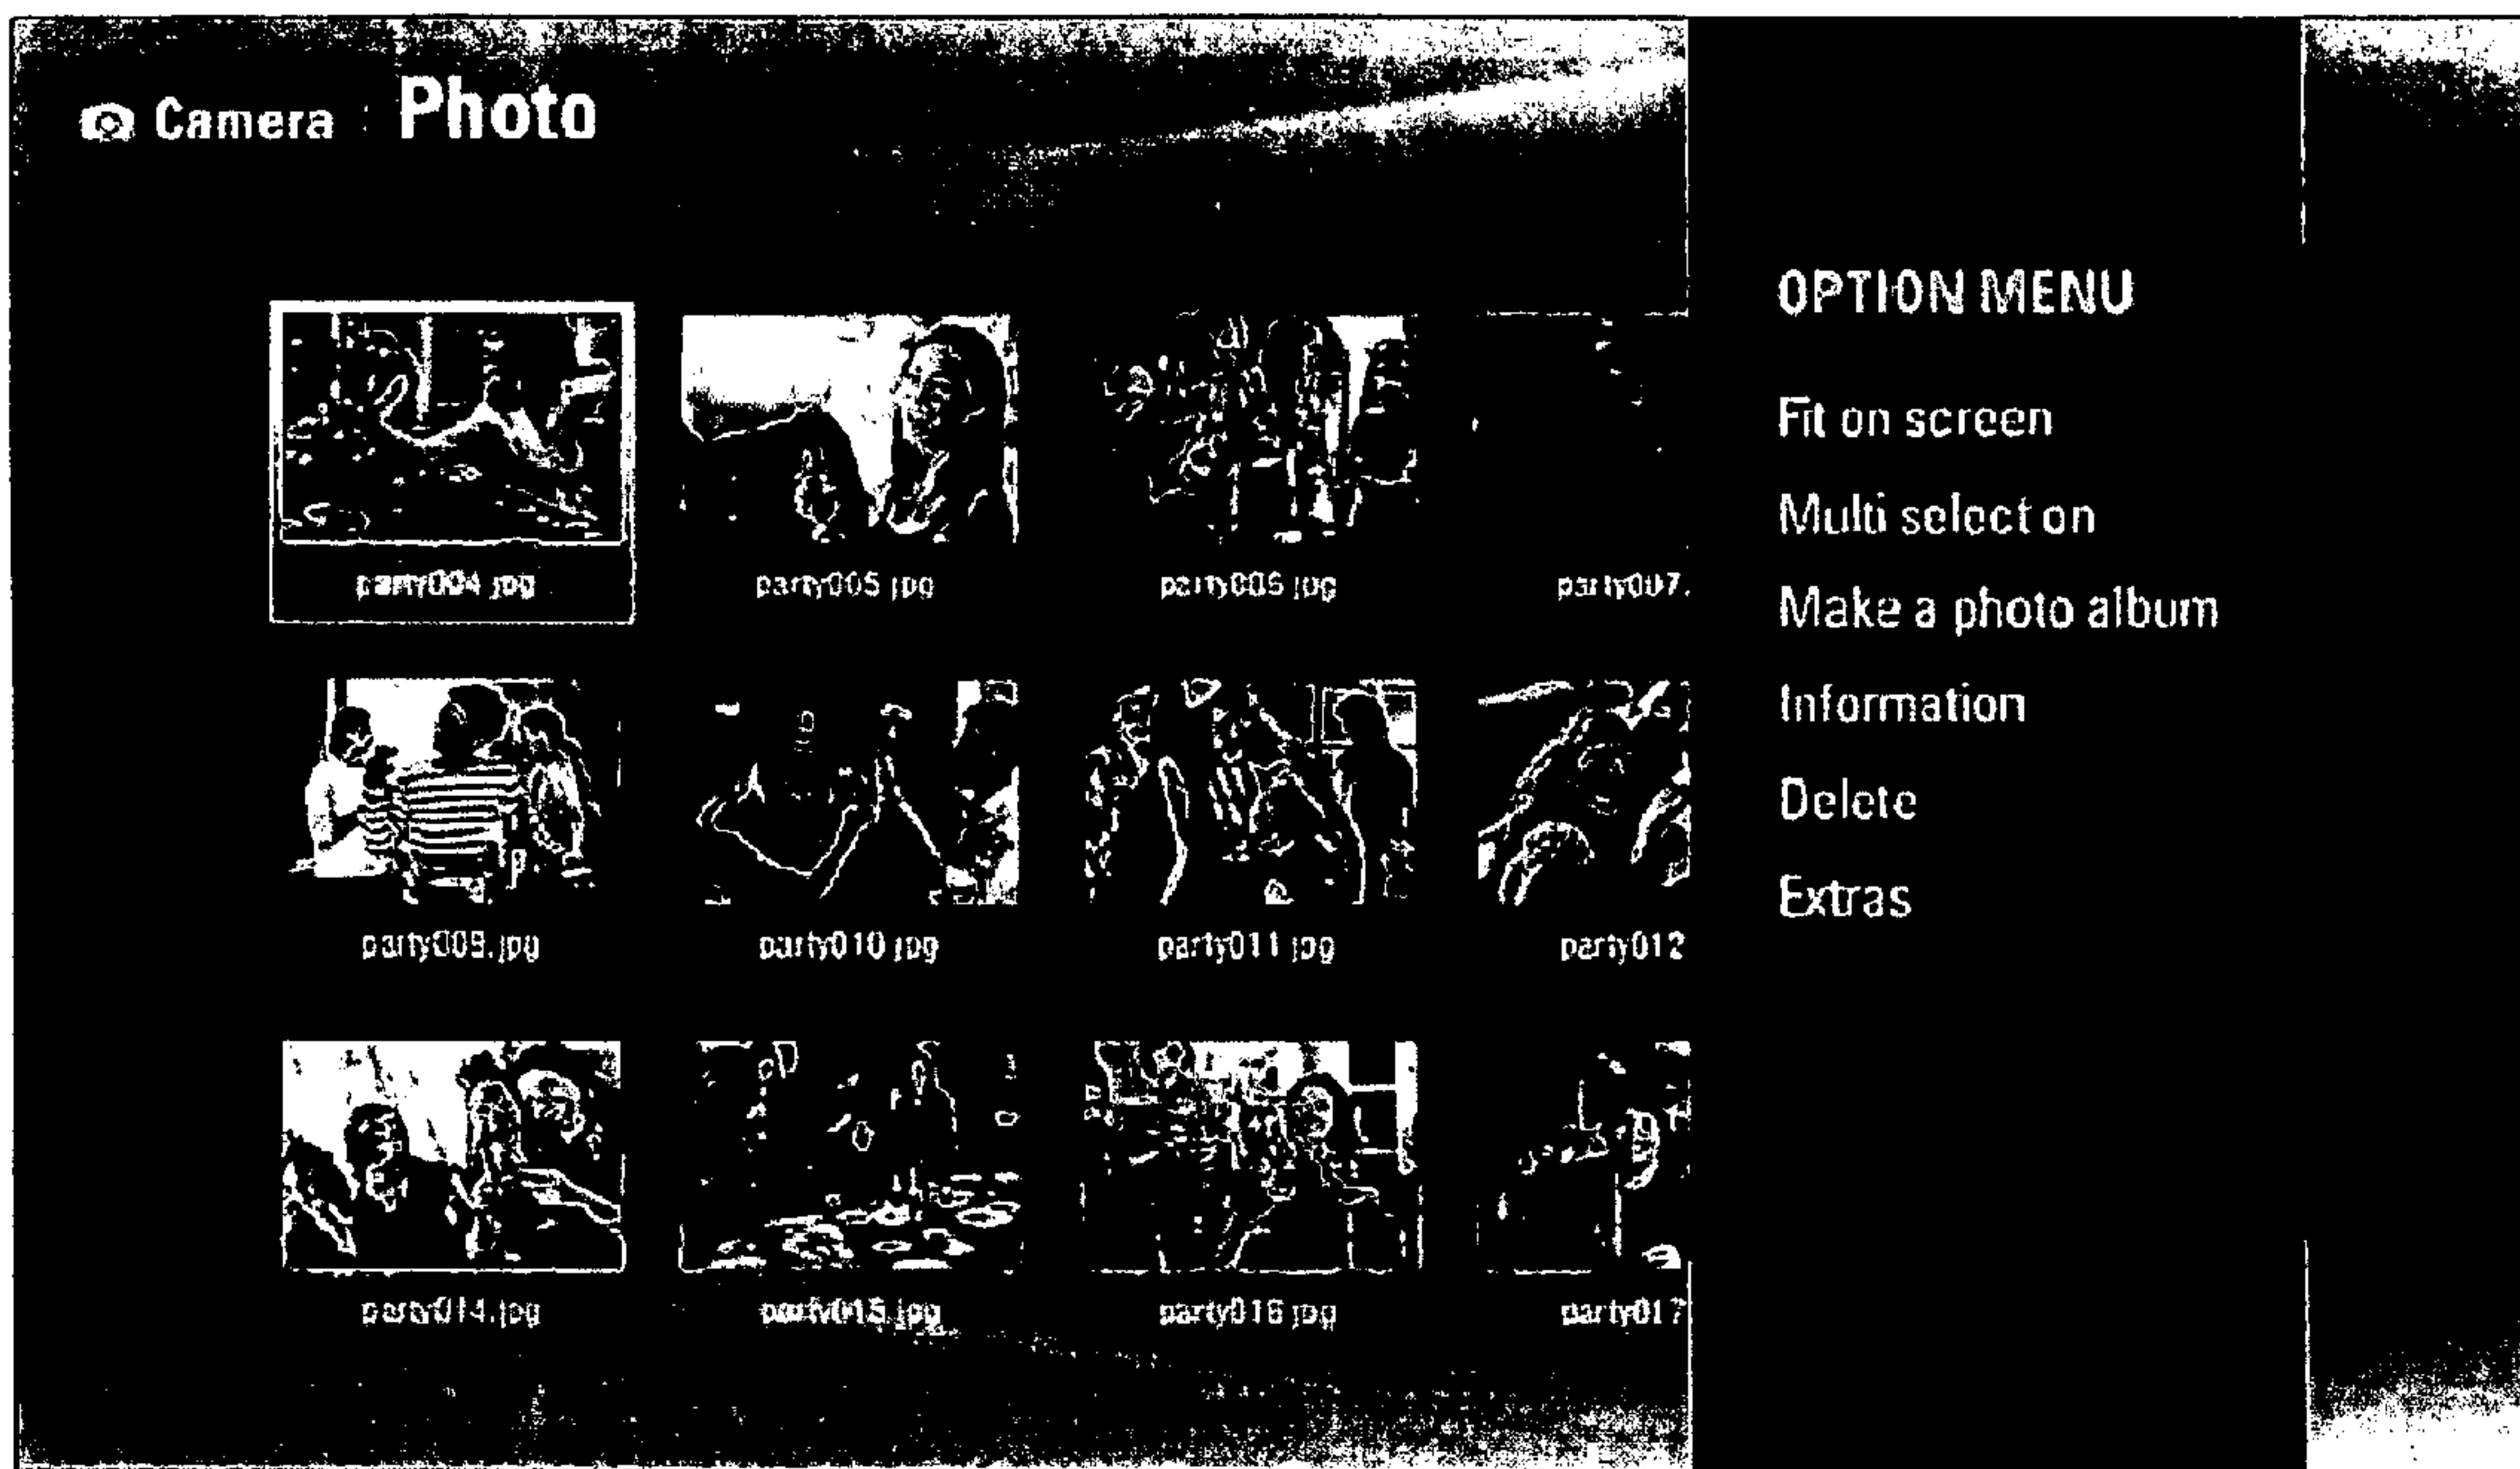 Camera Photo
OPTION MENU
Fit on screen
Multi select on
Make a photo album
Information
Delete
Extras
party004.jpg party005.jpg party006.jpg party007.
party009.jpg party010.jpg party011.jpg party012
party014.jpg party015.jpg party016.jpg party017